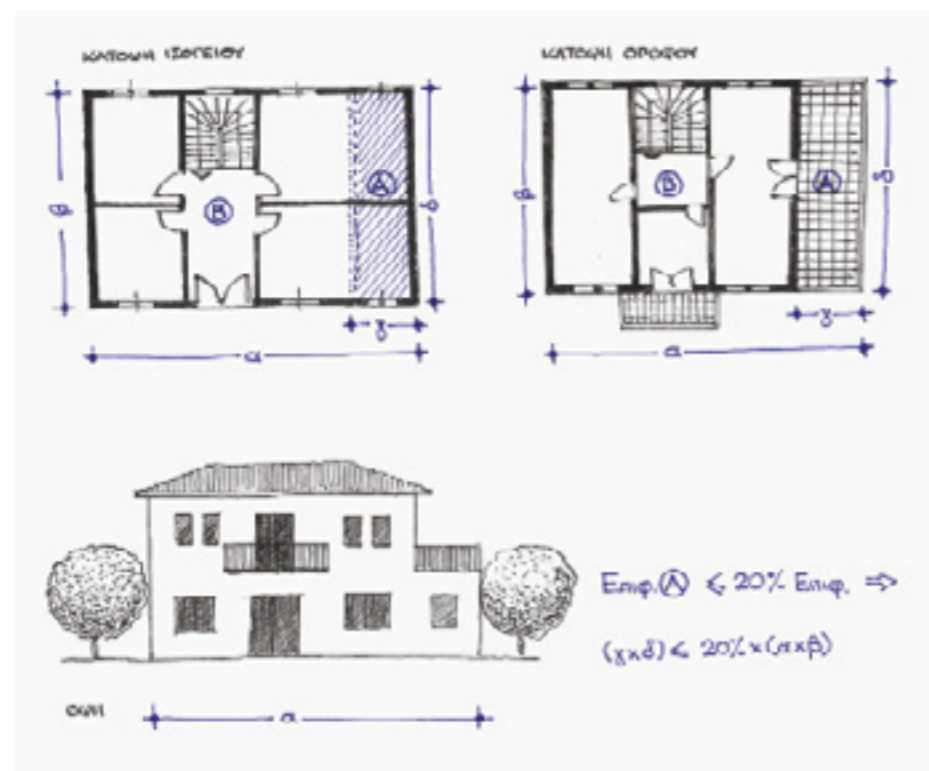 ΚΑΤΟΨΗ ΙΣΟΓΕΙΟΥ
ΚΑΤΟΨΗ ΟΡΟΦΟΥ
β
Α
Β
δ
γ
α
β
Β
Α
δ
γ
α
Επιφ. Α ≤ 20% Επιφ. ⇒
(γxδ) ≤ 20% x (αxβ)
ΟΨΗ
α